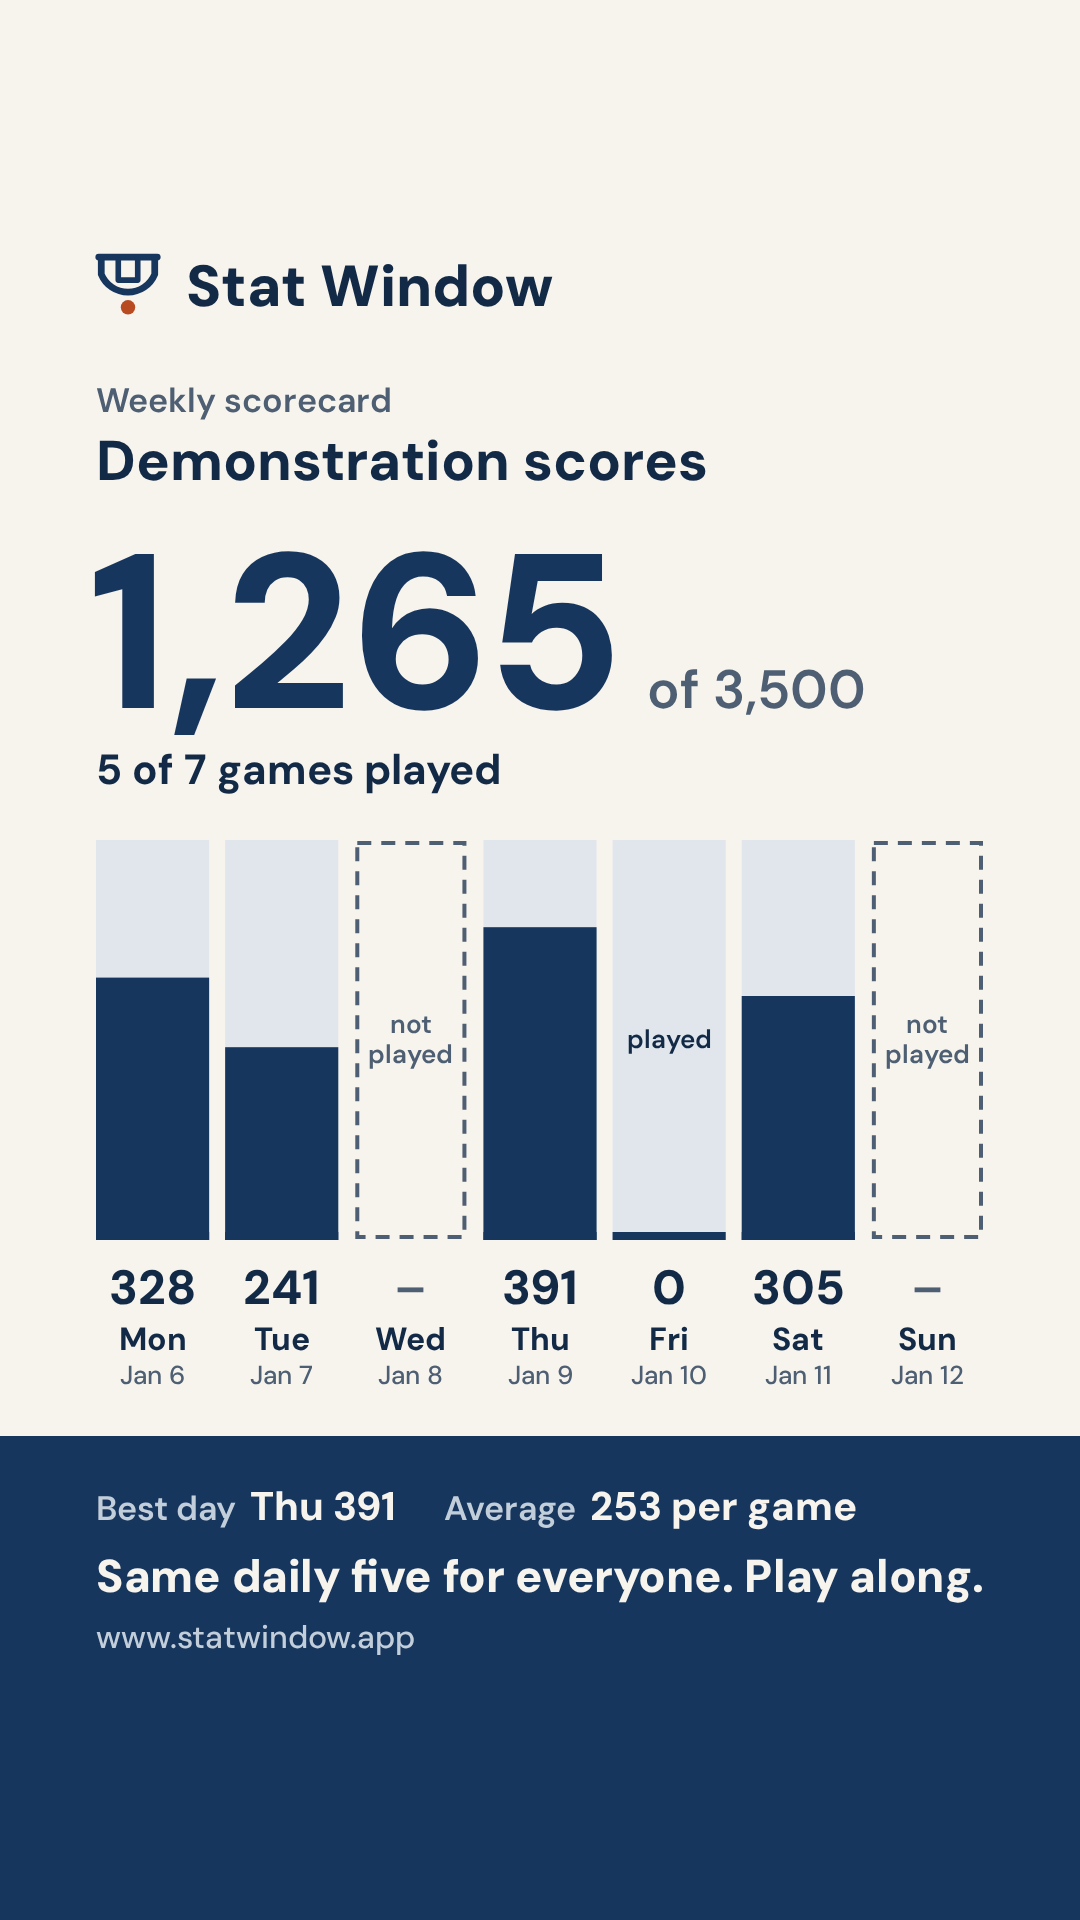 Stat Window
Weekly scorecard
Demonstration scores
1,265 of 3,500
5 of 7 games played
not played
played
not played
328 241 – 391 0 305 –
Mon Tue Wed Thu Fri Sat Sun
Jan 6 Jan 7 Jan 8 Jan 9 Jan 10 Jan 11 Jan 12
Best day Thu 391 Average 253 per game
Same daily five for everyone. Play along.
www.statwindow.app